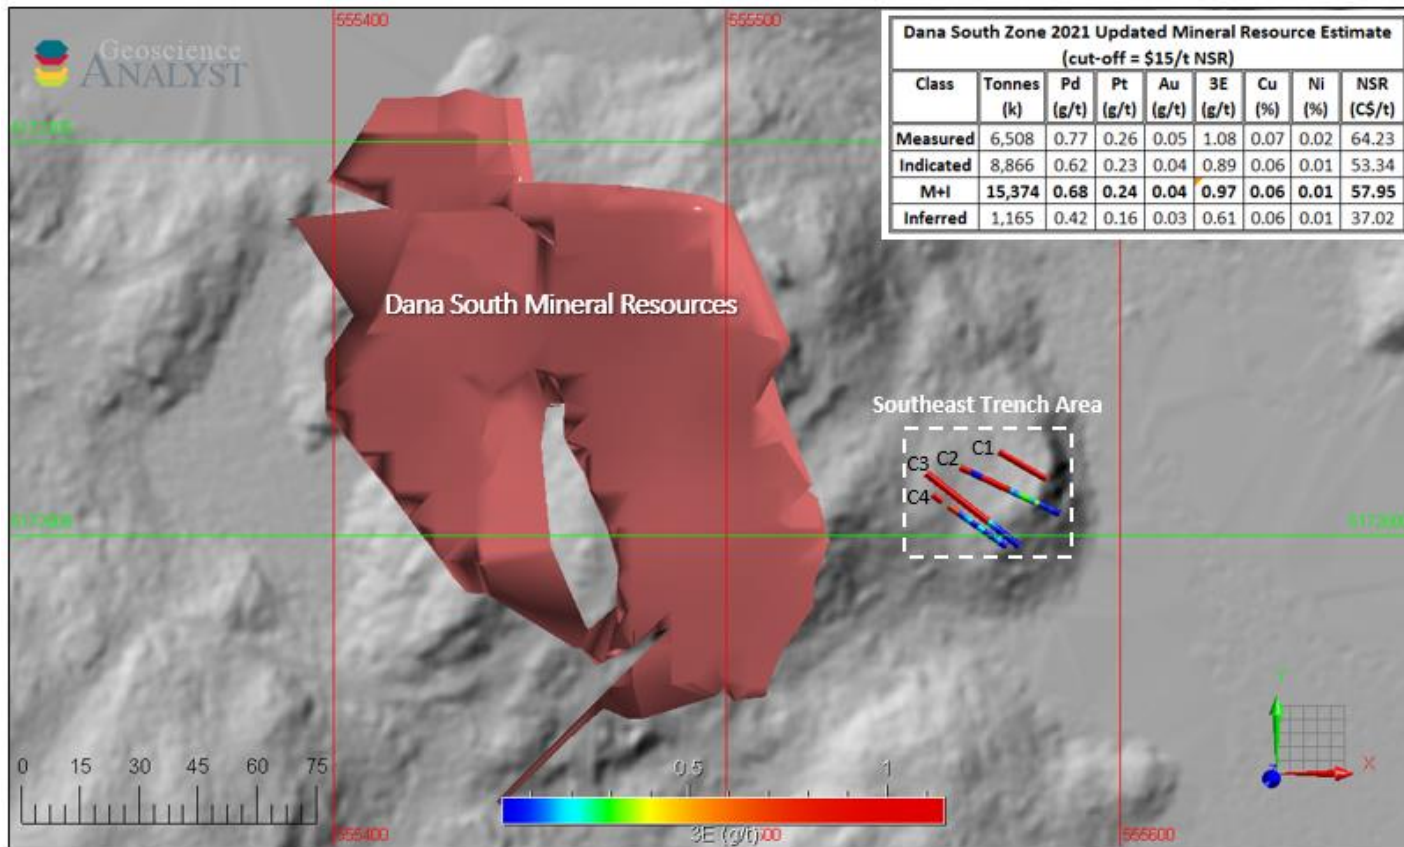 555400
555500
Geoscience
ANALYST
Dana South Zone 2021 Updated Mineral Resource Estimate
(cut-off = $15/t NSR)
Class Tonnes (k) Pd (g/t) Pt (g/t) Au (g/t) 3E (g/t) Cu (%) Ni (%) NSR (C$/t)
Measured 6,508 0.77 0.26 0.05 1.08 0.07 0.02 64.23
Indicated 8,866 0.62 0.23 0.04 0.89 0.06 0.01 53.34
M+I 15,374 0.68 0.24 0.04 0.97 0.06 0.01 57.95
Inferred 1,165 0.42 0.16 0.03 0.61 0.06 0.01 37.02
Dana South Mineral Resources
Southeast Trench Area
C1
C2
C3
C4
Y
X
0 15 30 45 60 75
0.5 1
3E (g/t)
555400
555600